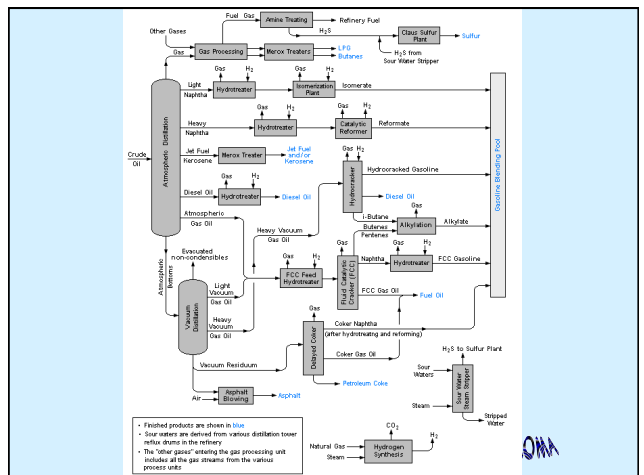 Fuel Gas
Amine Treating
Refinery Fuel
Other Gases
H2S
Claus Sulfur
Plant
Sulfur
Gas
Gas Processing
Merox Treaters
LPG
Butanes
H2S from
Sour Water Stripper
Light
Naphtha
Gas
H2
Hydrotreater
Gas
H2
Isomerization
Plant
Isomerate
Heavy
Naphtha
Gas
H2
Hydrotreater
Gas
H2
Catalytic
Reformer
Reformate
Crude
Oil
Atmospheric Distillation
Jet Fuel
Kerosene
Merox Treater
Jet Fuel
and/or
Kerosene
Gas
H2
Hydrocracker
Hydrocracked Gasoline
Gasoline Blending Pool
Diesel Oil
Gas
H2
Hydrotreater
Diesel Oil
Diesel Oil
Atmospheric
Gas Oil
Heavy Vacuum
Gas Oil
i-Butane
Butenes
Pentenes
Gas
Alkylation
Alkylate
Atmospheric
Bottoms
Evacuated
non-condensibles
Gas
H2
FCC Feed
Hydrotreater
Gas
Fluid Catalytic
Cracker (FCC)
Naphtha
Gas
H2
Hydrotreater
FCC Gasoline
FCC Gas Oil
Fuel Oil
Vacuum
Distillation
Light
Vacuum
Gas Oil
Heavy
Vacuum
Gas Oil
Gas
Delayed Coker
Coker Naphtha
(after hydrotreatng and reforming)
Coker Gas Oil
Vacuum Residuum
Petroleum Coke
Air
Asphalt
Blowing
Asphalt
H2S to Sulfur Plant
Sour
Waters
Steam
Sour Water
Steam Stripper
Stripped
Water
• Finished products are shown in blue
• Sour waters are derived from various distillation tower
reflux drums in the refinery
• The "other gases" entering the gas processing unit
includes all the gas streams from the various
process units
CO2
Natural Gas
Steam
Hydrogen
Synthesis
H2
OMA